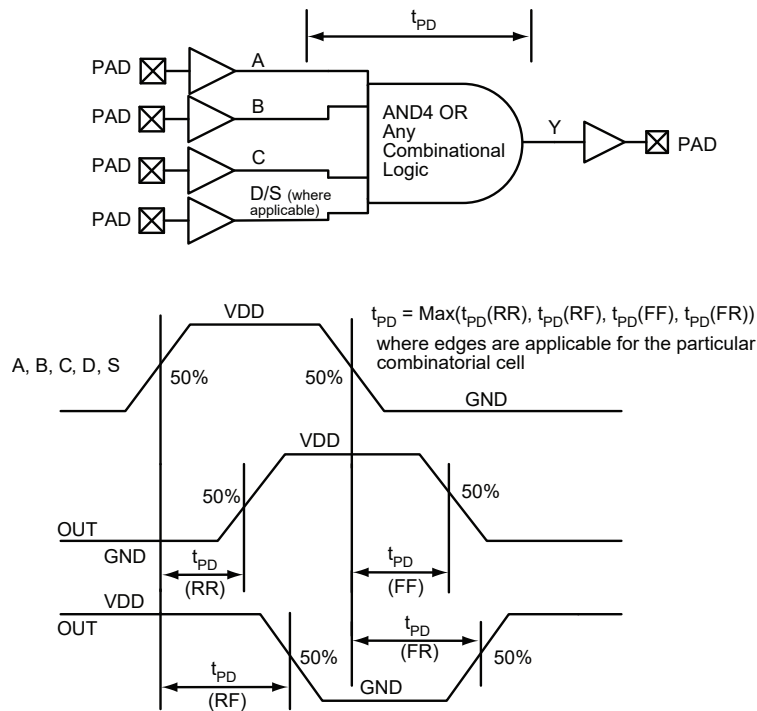 tPD
PAD
A
PAD
B
PAD
C
PAD
D/S (where
applicable)
AND4 OR
Any
Combinational
Logic
Y
PAD
tPD = Max(tPD(RR), tPD(RF), tPD(FF), tPD(FR))
where edges are applicable for the particular
combinatorial cell
VDD
A, B, C, D, S
50%
50%
GND
VDD
50%
50%
OUT
GND
tPD
(RR)
tPD
(FF)
VDD
OUT
tPD
(FR)
50%
50%
tPD
(RF)
GND